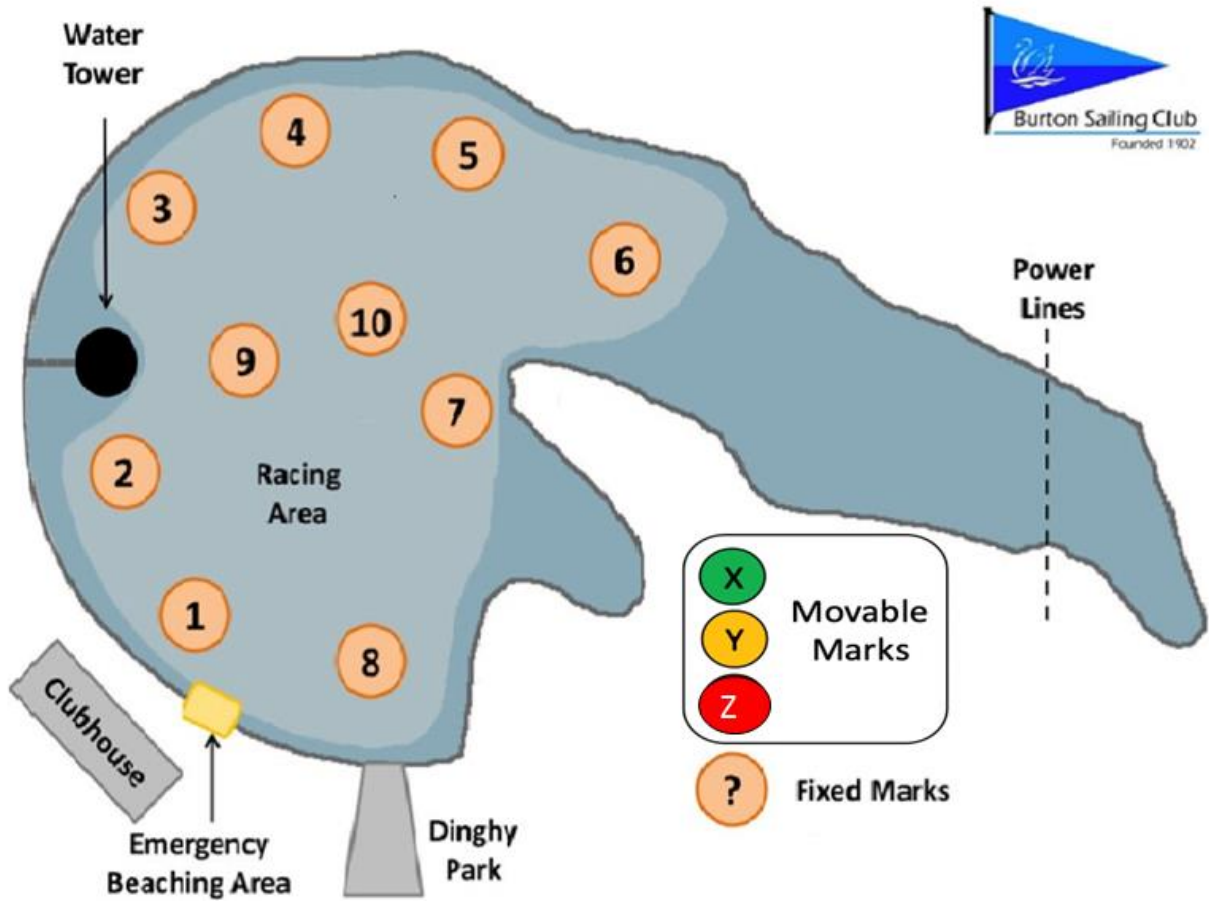 Water
Tower
4
5
3
6
10
9
7
2
Racing
Area
1
8
Clubhouse
Emergency
Beaching Area
Dinghy
Park
Power
Lines
X
Y
Z
Movable
Marks
?
Fixed Marks
Burton Sailing Club
Founded 1902